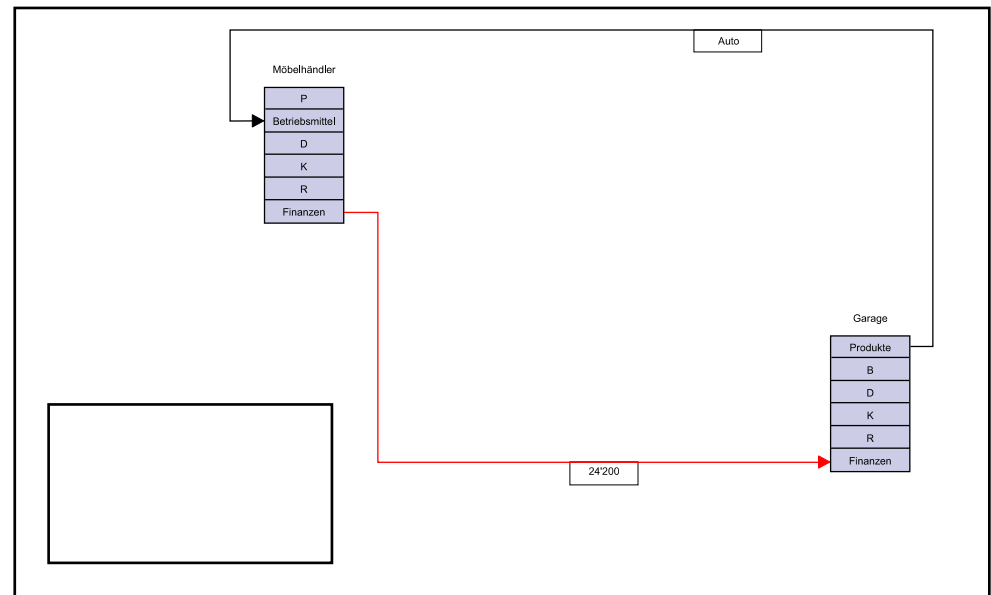 Auto
Möbelhändler
P
Betriebsmittel
D
K
R
Finanzen
Garage
Produkte
B
D
K
R
Finanzen
24'200